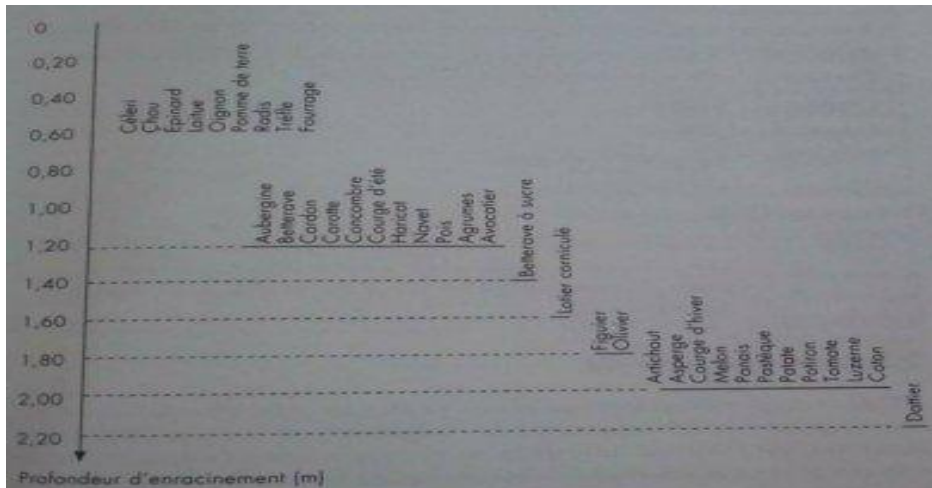 0
0,20
0,40
0,60
0,80
1,00
1,20
1,40
1,60
1,80
2,00
2,20
Profondeur d'enracinement [m]
Céleri
Chou
Epinard
Laitue
Oignon
Pomme de terre
Radis
Trèfle
Fourrage
Aubergine
Betterave
Cardon
Carotte
Concombre
Courge d'été
Haricot
Navet
Pois
Agrumes
Avocatier
Betterave à sucre
Lotier corniculé
Figuier
Olivier
Artichaut
Asperge
Courge d'hiver
Melon
Panais
Pastèque
Patate
Potiron
Tomate
Luzerne
Coton
Dattier